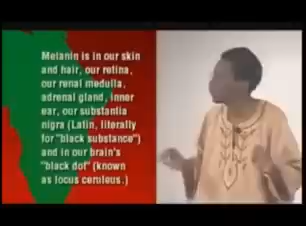 Melanin is in our skin
and hair, our retina,
our renal medulla,
adrenal gland, inner
ear, our substantia
nigra (Latin, literally
for "black substance")
and in our brain's
"black dot" (known
as locus ceruleus.)